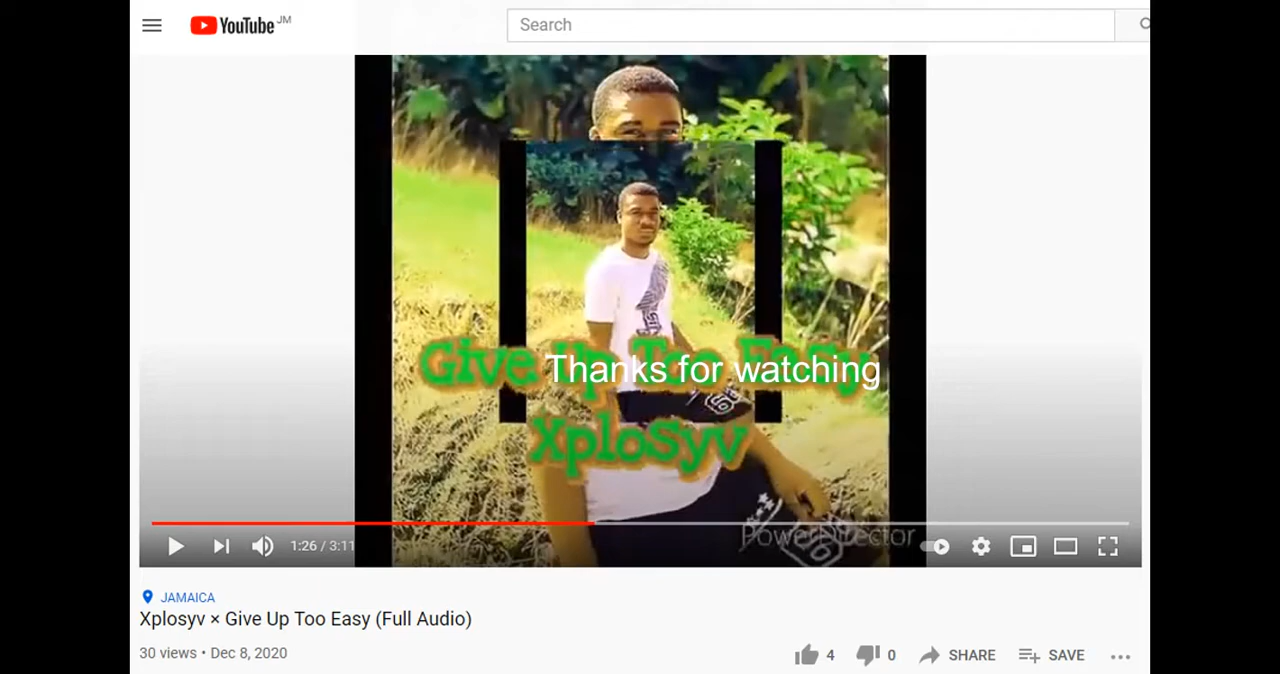 YouTube JM
Search
Give Up Too Easy
Thanks for watching
XploSyv
PowerDirector
1:26 / 3:11
JAMAICA
Xplosyv × Give Up Too Easy (Full Audio)
30 views • Dec 8, 2020
4
0
SHARE
SAVE